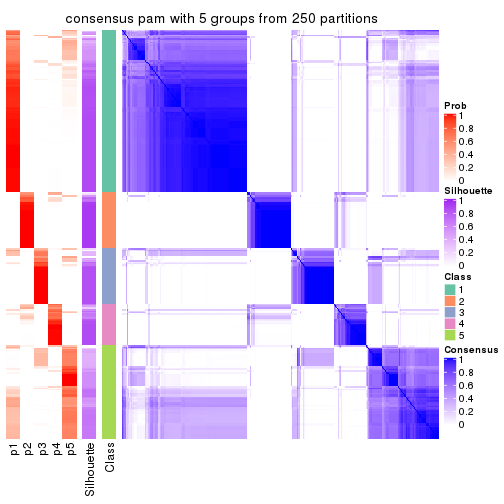 consensus pam with 5 groups from 250 partitions
Prob
1
0.8
0.6
0.4
0.2
0
Silhouette
1
0.8
0.6
0.4
0.2
0
Class
1
2
3
4
5
Consensus
1
0.8
0.6
0.4
0.2
0
p1
p2
p3
p4
p5
Silhouette
Class